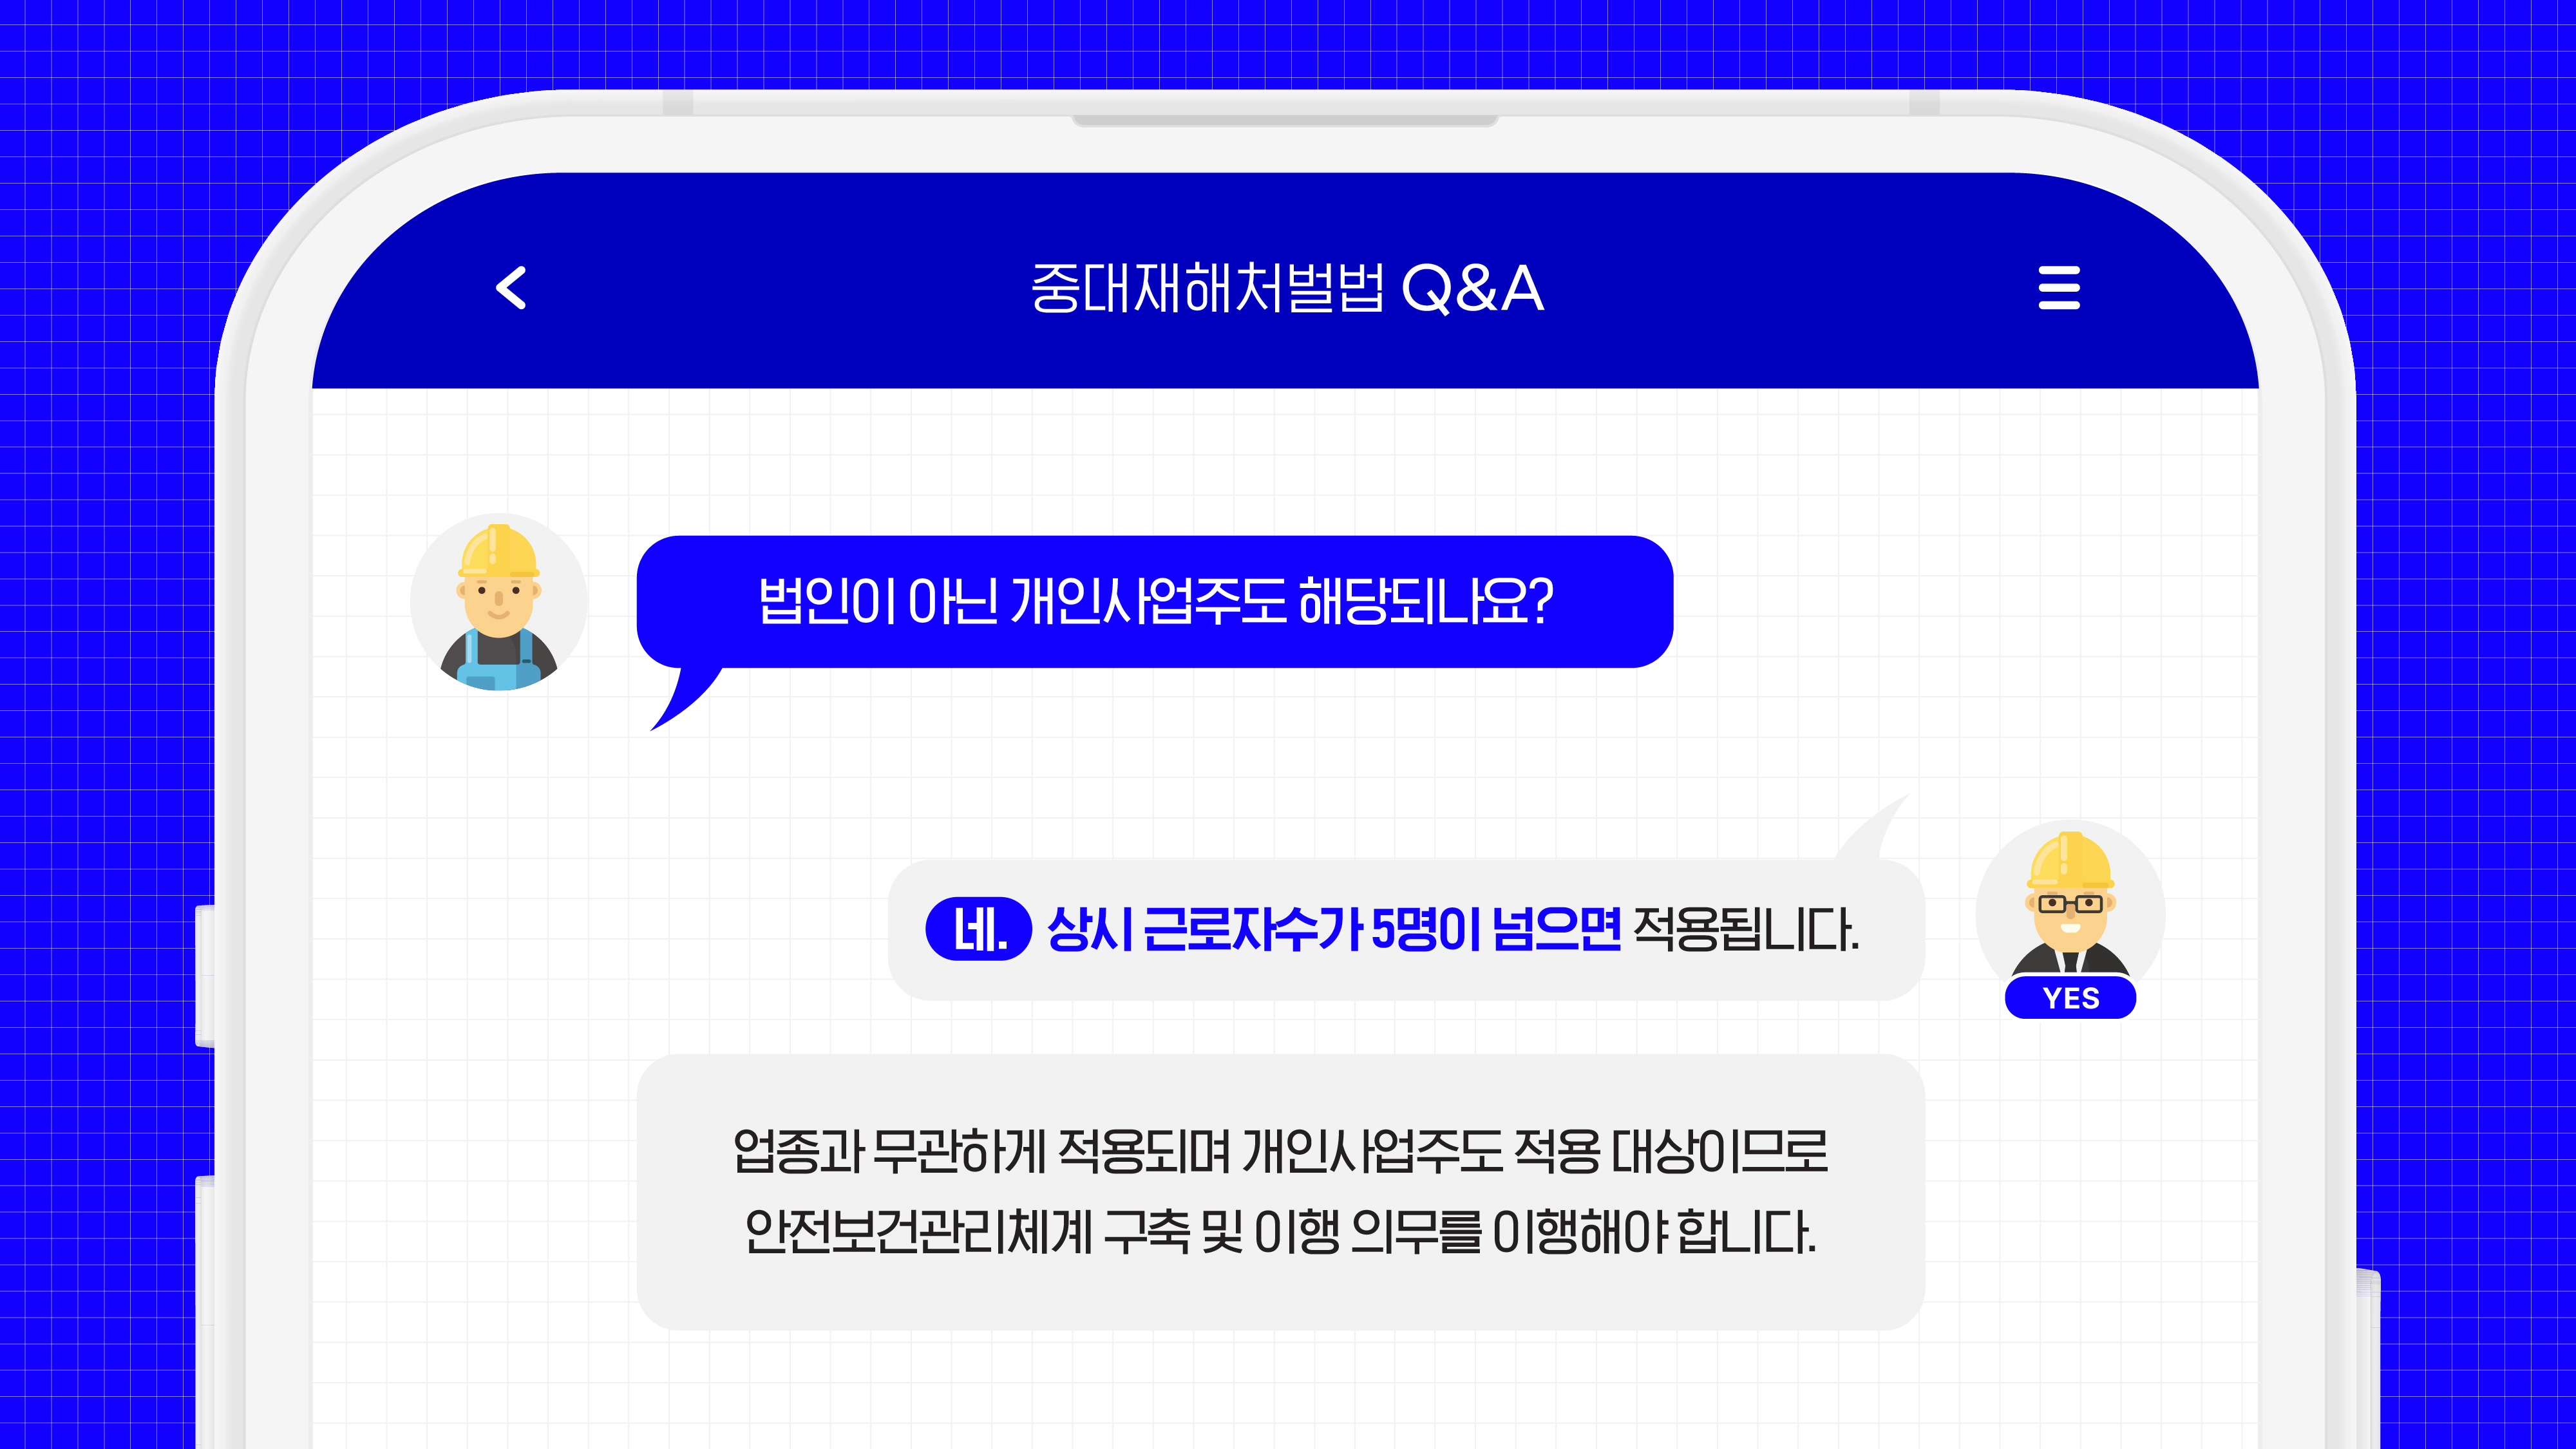 중대재해처벌법 Q&A
법인이 아닌 개인사업주도 해당되나요?
네. 상시 근로자수가 5명이 넘으면 적용됩니다.
YES
업종과 무관하게 적용되며 개인사업주도 적용 대상이므로
안전보건관리체계 구축 및 이행 의무를 이행해야 합니다.